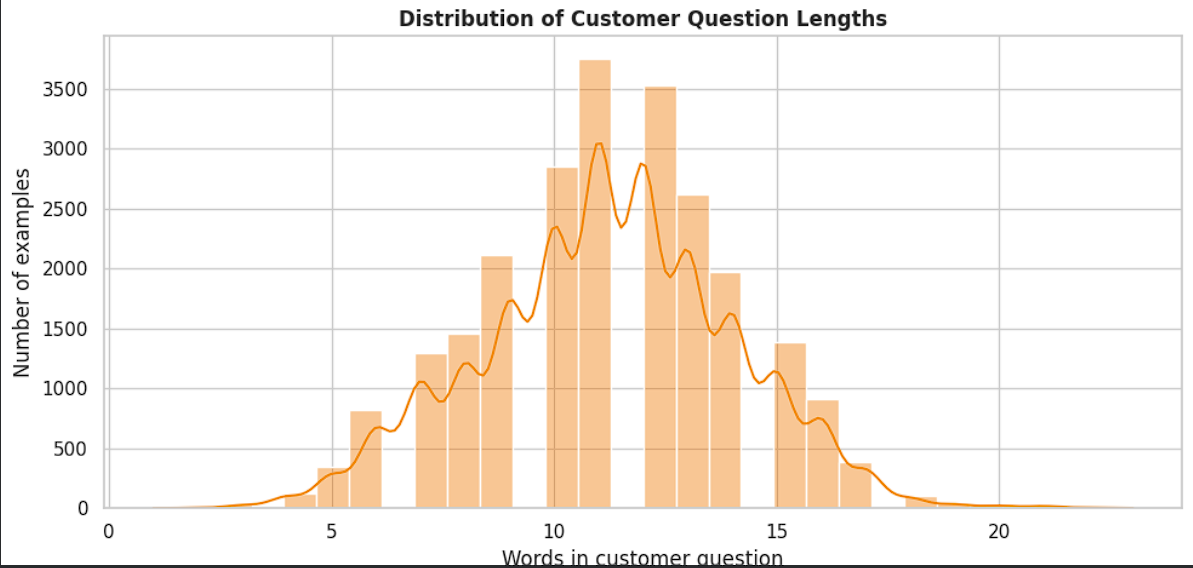 Distribution of Customer Question Lengths
Number of examples
3500
3000
2500
2000
1500
1000
500
0
0 5 10 15 20
Words in customer question